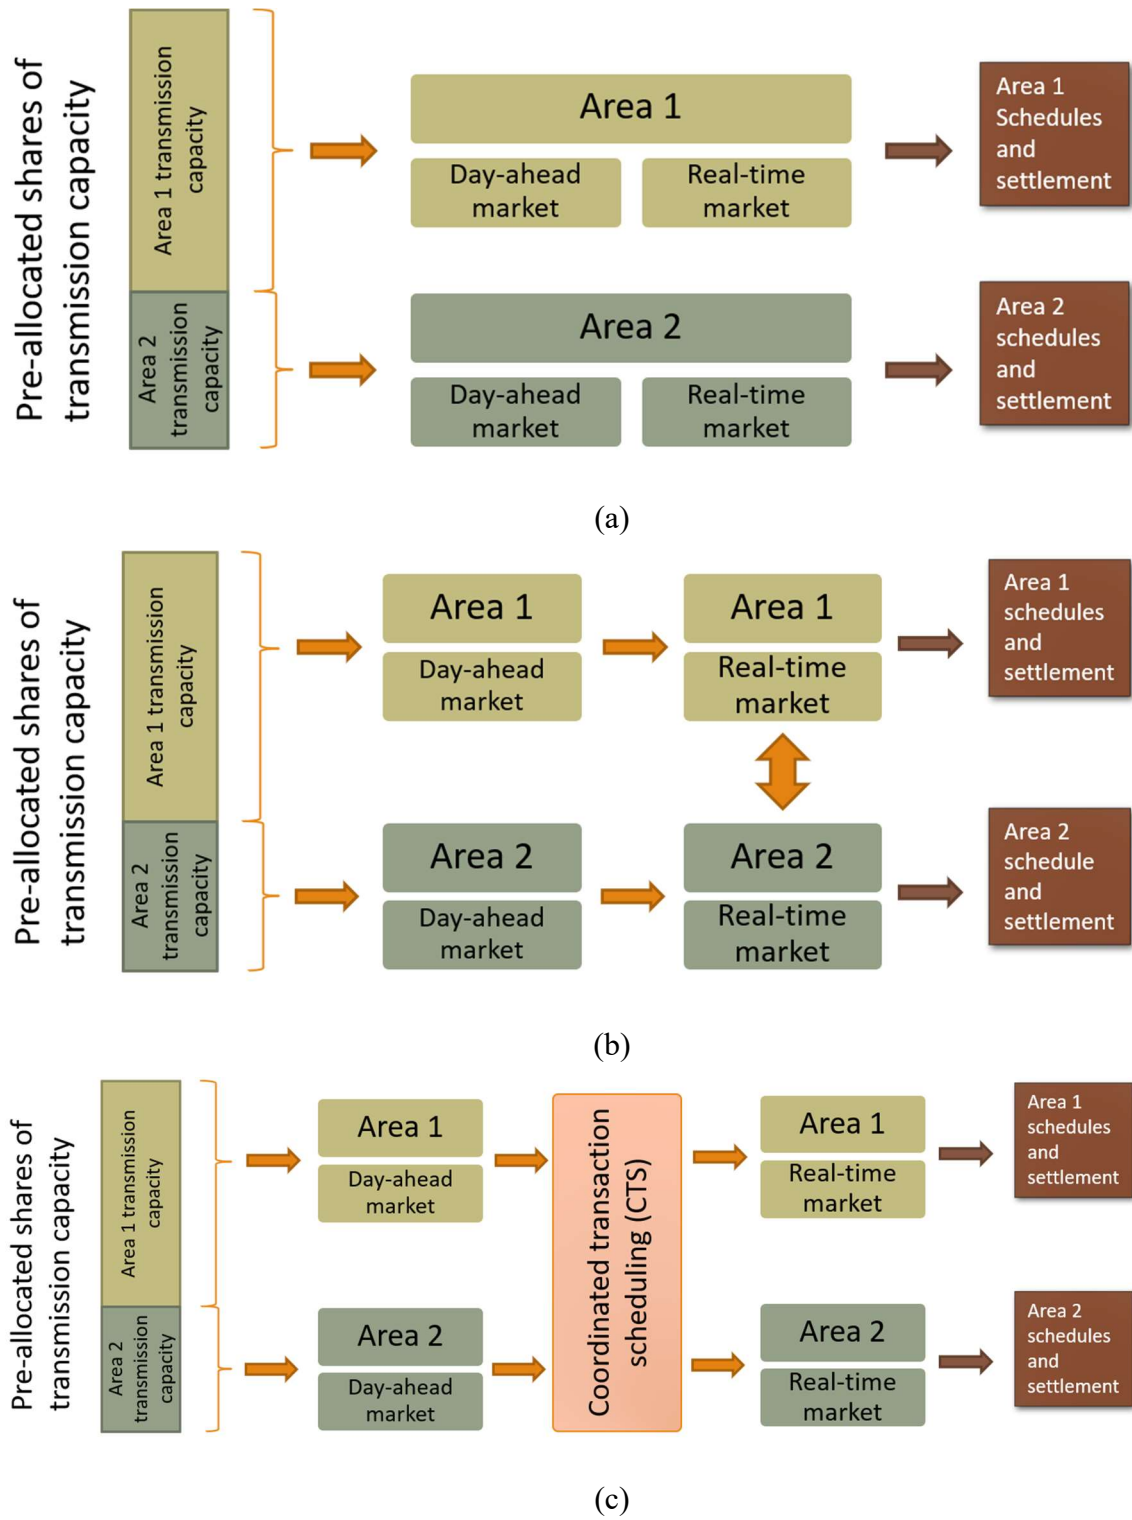 Pre-allocated shares of
transmission capacity
Area 1 transmission
capacity
Area 2
transmission
capacity
Area 1
Day-ahead
market
Real-time
market
Area 1
Schedules
and
settlement
Area 2
Day-ahead
market
Real-time
market
Area 2
schedules
and
settlement
(a)
Pre-allocated shares of
transmission capacity
Area 1 transmission
capacity
Area 2
transmission
capacity
Area 1
Day-ahead
market
Area 1
Real-time
market
Area 1
schedules
and
settlement
Area 2
Day-ahead
market
Area 2
Real-time
market
Area 2
schedule
and
settlement
(b)
Pre-allocated shares of
transmission capacity
Area 1 transmission
capacity
Area 2
transmission
capacity
Area 1
Day-ahead
market
Area 2
Day-ahead
market
Coordinated transaction
scheduling (CTS)
Area 1
Real-time
market
Area 1
schedules
and
settlement
Area 2
Real-time
market
Area 2
schedules
and
settlement
(c)